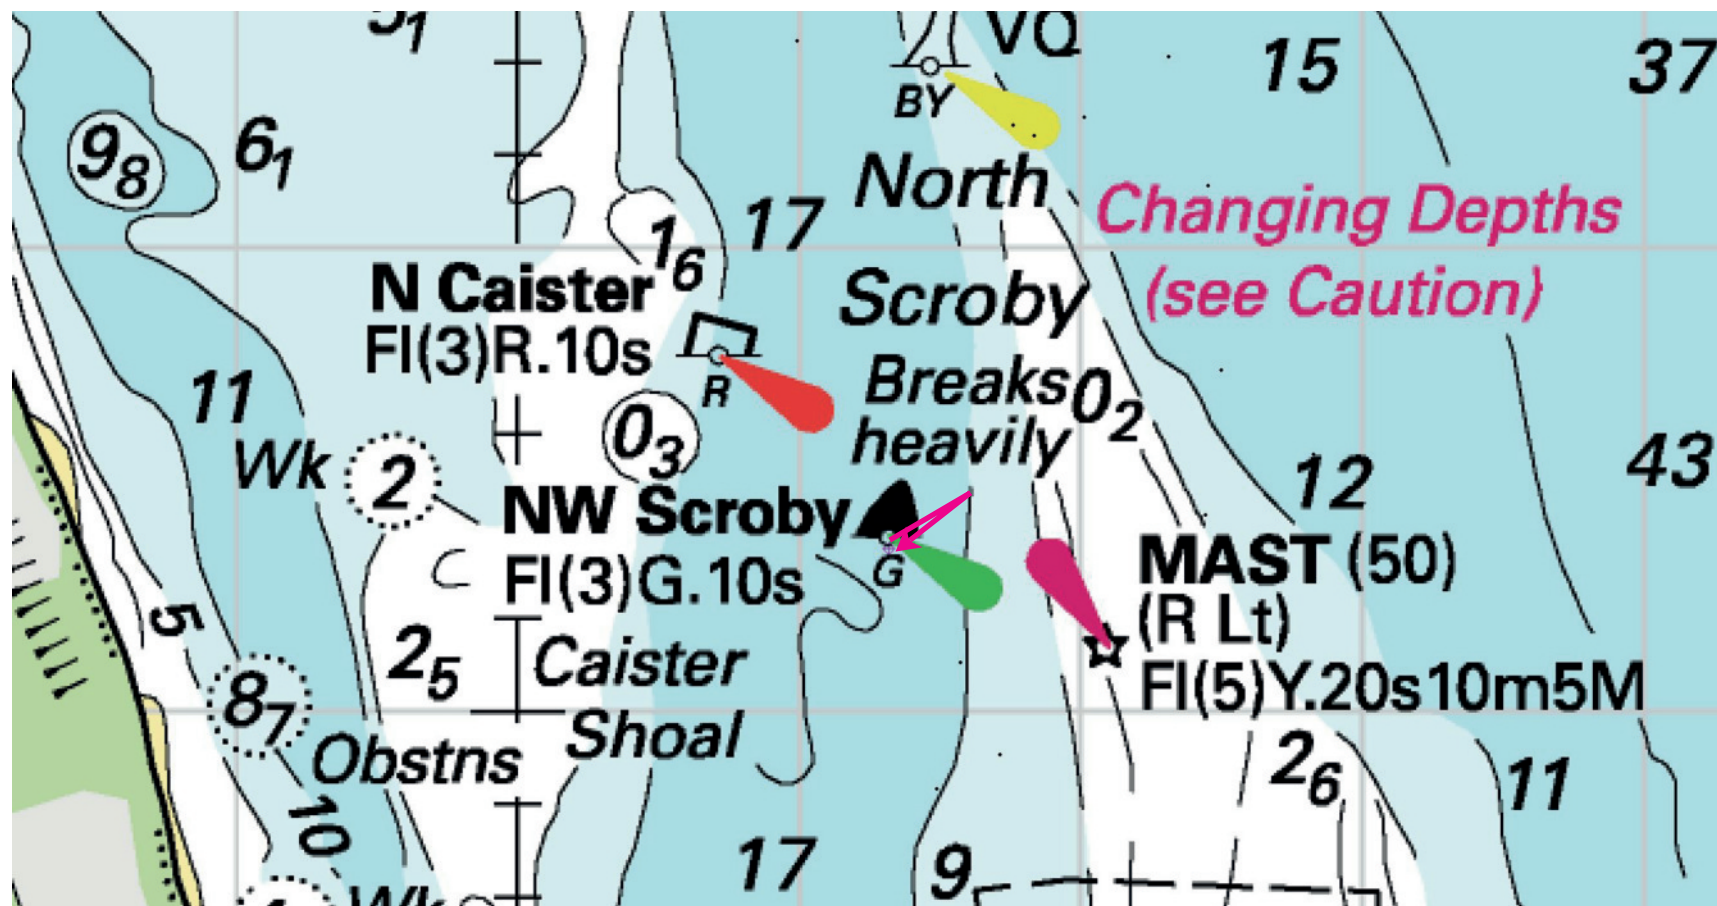 5₁
VQ
15
37
BY
9₈
6₁
North
Changing Depths
17
1₆
(see Caution)
N Caister
Scroby
Fl(3)R.10s
R
11
Breaks
0₂
heavily
0₃
43
Wk
2
12
NW Scroby
MAST (50)
Fl(3)G.10s
G
(R Lt)
5
2₅
Caister
Fl(5)Y.20s10m5M
8₇
Shoal
Obstns
2₆
11
10
17
9
Wk